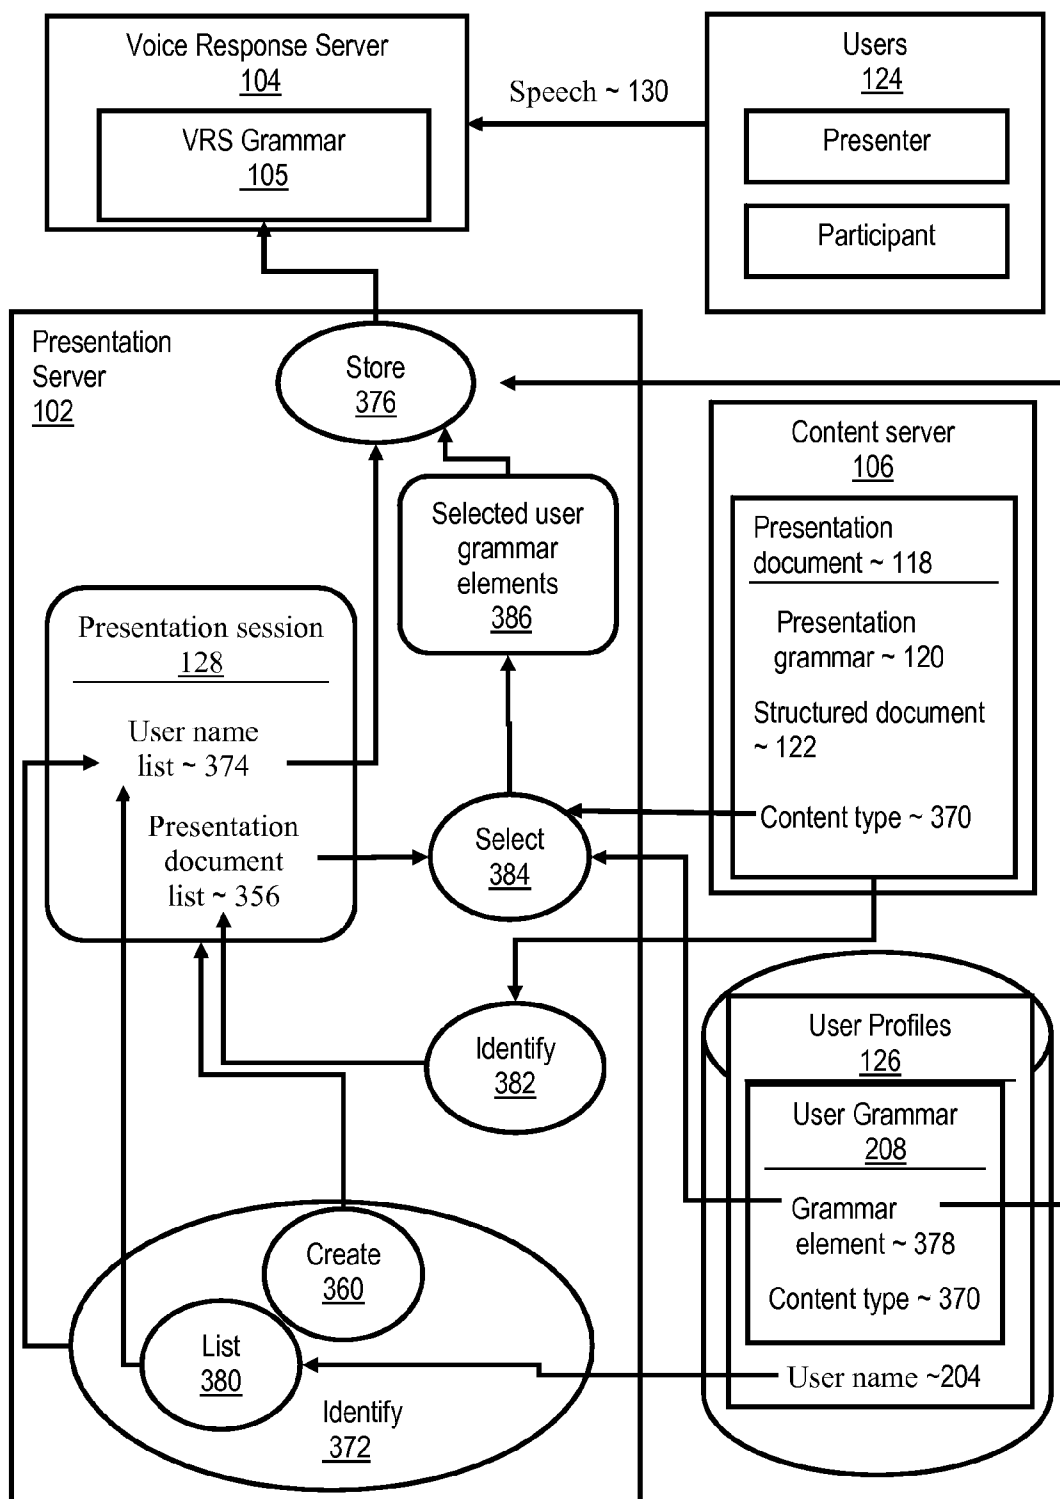 Voice Response Server
104
VRS Grammar
105
Speech ~ 130
Users
124
Presenter
Participant
Presentation
Server
102
Store
376
Selected user
grammar
elements
386
Content server
106
Presentation
document ~ 118
Presentation
grammar ~ 120
Structured document
~ 122
Content type ~ 370
Presentation session
128
User name
list ~ 374
Presentation
document
list ~ 356
Select
384
Identify
382
User Profiles
126
User Grammar
208
Grammar
element ~ 378
Content type ~ 370
User name ~204
Create
360
List
380
Identify
372